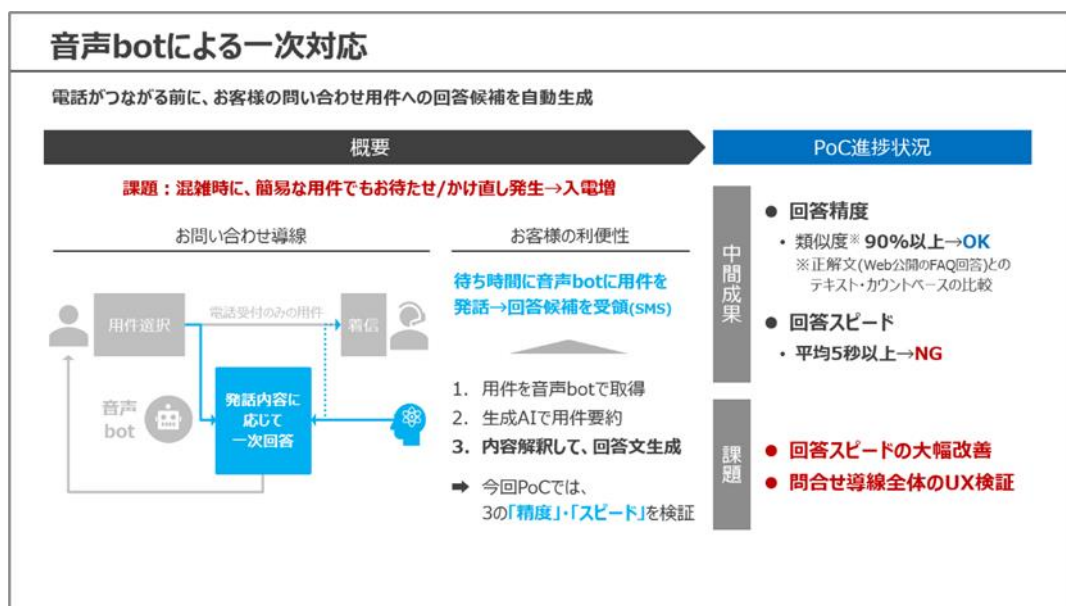 音声botによる一次対応
電話がつながる前に、お客様の問い合わせ用件への回答候補を自動生成
概要
課題：混雑時に、簡易な用件でもお待たせ/かけ直し発生→入電増
お問い合わせ導線
用件選択
電話受付のみの用件
着信
音声
bot
発話内容に
応じて
一次回答
お客様の利便性
待ち時間に音声botに用件を
発話→回答候補を受領(SMS)
1. 用件を音声botで取得
2. 生成AIで用件要約
3. 内容解釈して、回答文生成
➡ 今回PoCでは、
3の「精度」・「スピード」を検証
PoC進捗状況
中間成果
● 回答精度
・ 類似度※ 90%以上→OK
※正解文(Web公開のFAQ回答)との
テキスト・カウントベースの比較
● 回答スピード
・ 平均5秒以上→NG
課題
● 回答スピードの大幅改善
● 問合せ導線全体のUX検証